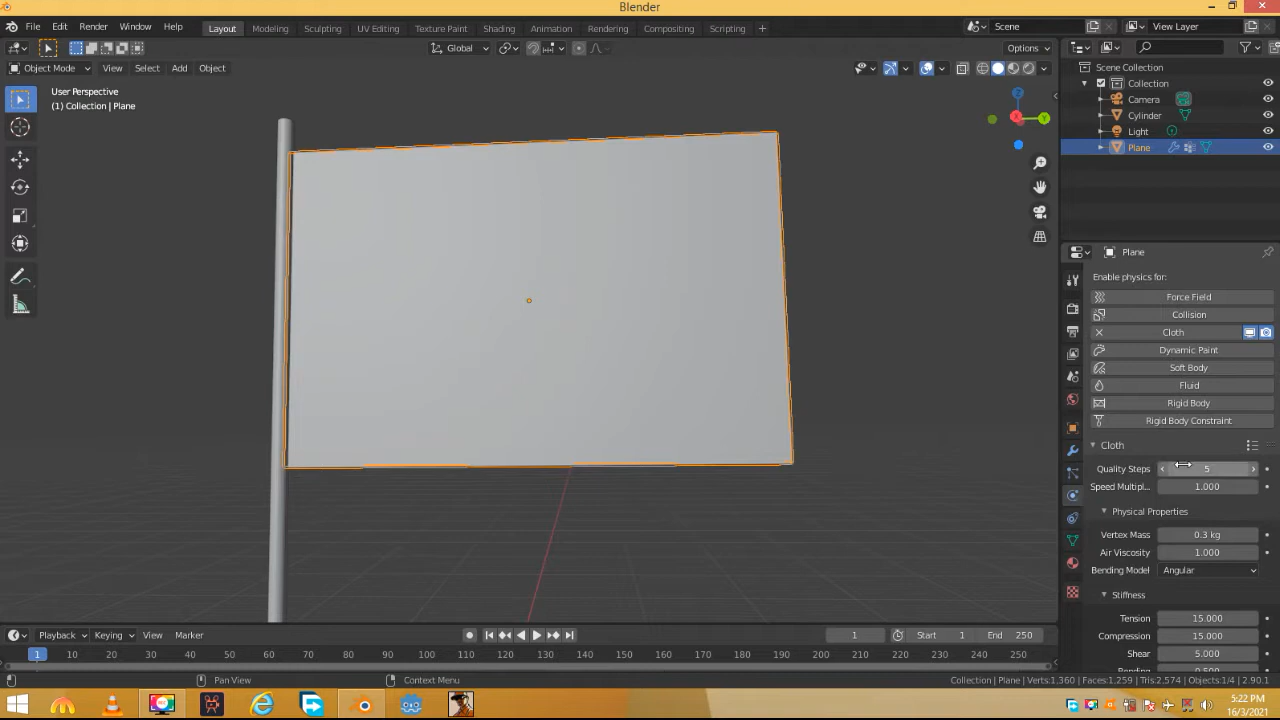 Blender
File Edit Render Window Help Layout Modeling Sculpting UV Editing Texture Paint Shading Animation Rendering Compositing Scripting + Scene View Layer
Global Options
Object Mode View Select Add Object
User Perspective
(1) Collection | Plane
Z
X
Y
Scene Collection
Collection
Camera
Cylinder
Light
Plane
Plane
Enable physics for:
Force Field
Collision
Cloth
Dynamic Paint
Soft Body
Fluid
Rigid Body
Rigid Body Constraint
Cloth
Quality Steps 5
Speed Multipl... 1.000
Physical Properties
Vertex Mass 0.3 kg
Air Viscosity 1.000
Bending Model Angular
Stiffness
Tension 15.000
Compression 15.000
Shear 5.000
Playback Keying View Marker 1 Start 1 End 250
1 10 20 30 40 50 60 70 80 90 100 110 120 130 140 150 160 170 180 190 200 210 220 230 240 250
Pan View Context Menu Collection | Plane | Verts:1,360 | Faces:1,259 | Tris:2,574 | Objects:1/4 | 2.90.1
5:22 PM
16/3/2021